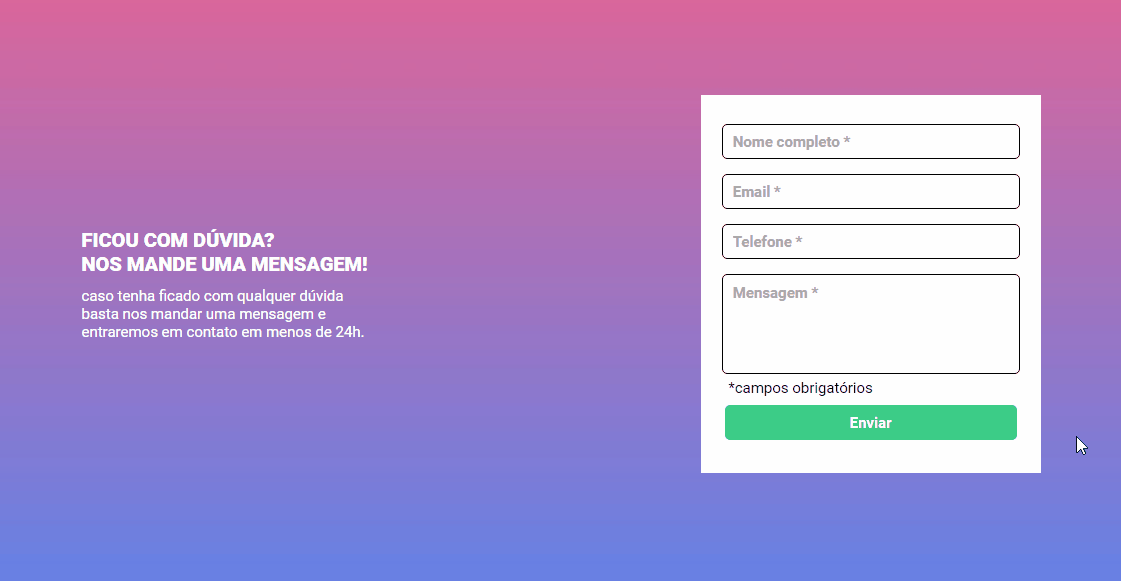 FICOU COM DÚVIDA?
NOS MANDE UMA MENSAGEM!
caso tenha ficado com qualquer dúvida
basta nos mandar uma mensagem e
entraremos em contato em menos de 24h.
Nome completo *
Email *
Telefone *
Mensagem *
*campos obrigatórios
Enviar